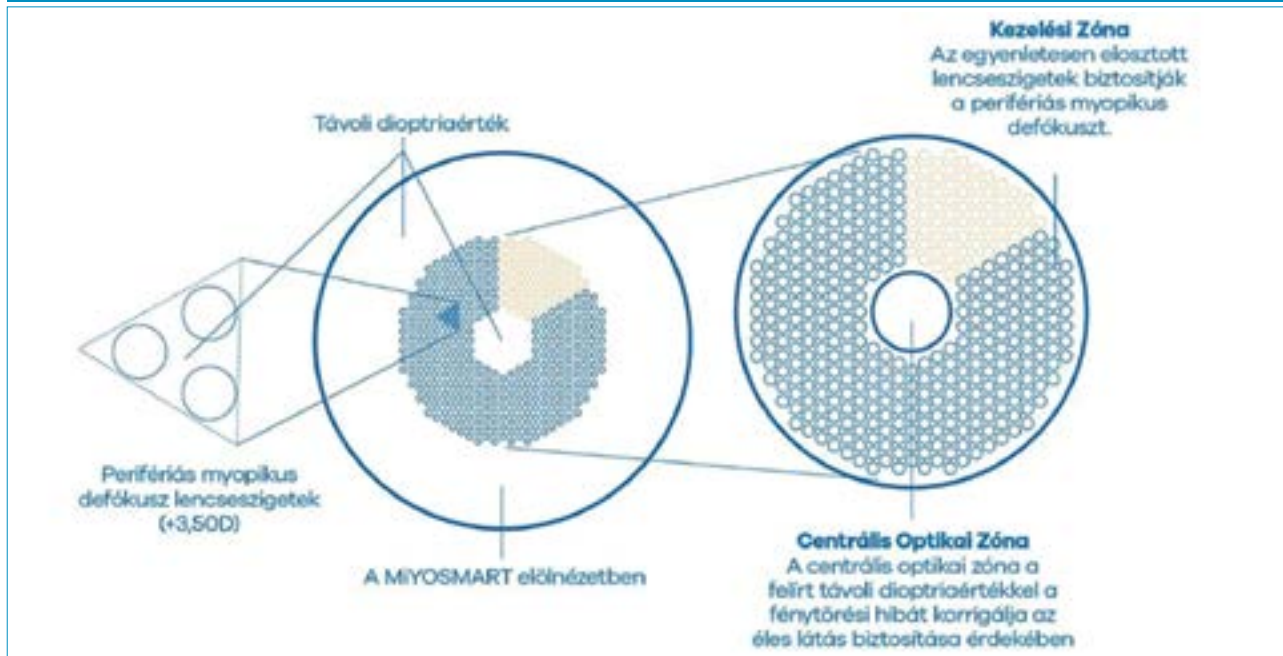 Kezelési Zóna
Az egyenletesen elosztott
lencseszigetek biztosítják
a perifériás myopikus
defókuszt.
Távoli dioptriaérték
Perifériás myopikus
defókusz lencseszigetek
(+3,50D)
A MiYOSMART elölnézetben
Centrális Optikai Zóna
A centrális optikai zóna a
felírt távoli dioptriaértékkel a
fénytörési hibát korrigálja az
éles látás biztosítása érdekében